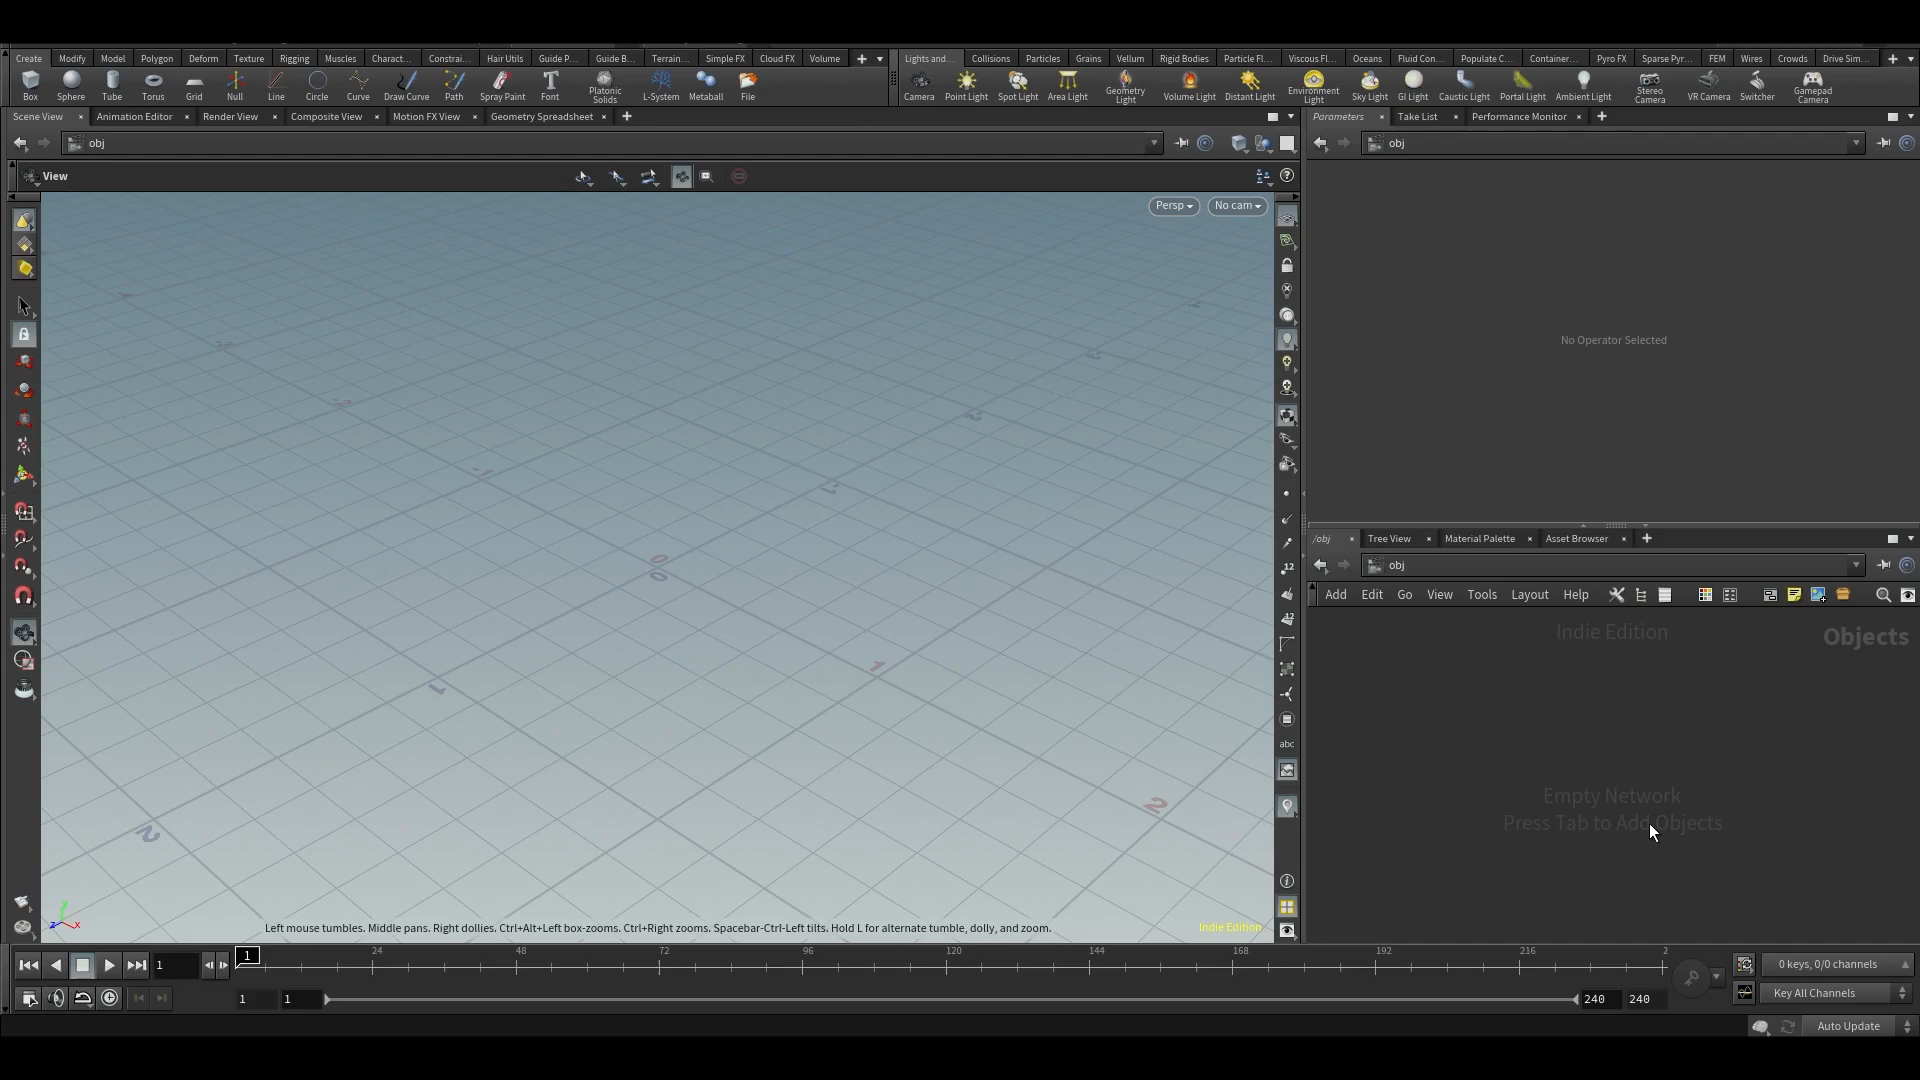 Create Modify Model Polygon Deform Texture Rigging Muscles Charact... Constrai... Hair Utils Guide P... Guide B... Terrain... Simple FX Cloud FX Volume
Lights and... Collisions Particles Grains Vellum Rigid Bodies Particle Fl... Viscous Fl... Oceans Fluid Con... Populate C... Container... Pyro FX Sparse Pyr... FEM Wires Crowds Drive Sim...
Box Sphere Tube Torus Grid Null Line Circle Curve Draw Curve Path Spray Paint Font Platonic Solids L-System Metaball File
Camera Point Light Spot Light Area Light Geometry Light Volume Light Distant Light Environment Light Sky Light GI Light Caustic Light Portal Light Ambient Light Stereo Camera VR Camera Switcher Gamepad Camera
Scene View Animation Editor Render View Composite View Motion FX View Geometry Spreadsheet
Parameters Take List Performance Monitor
obj
obj
View
Persp No cam
No Operator Selected
0
0
1
1
2
2
12
12
abc
/obj Tree View Material Palette Asset Browser
obj
Add Edit Go View Tools Layout Help
Indie Edition
Objects
Empty Network
Press Tab to Add Objects
Left mouse tumbles. Middle pans. Right dollies. Ctrl+Alt+Left box-zooms. Ctrl+Right zooms. Spacebar-Ctrl-Left tilts. Hold L for alternate tumble, dolly, and zoom.
Indie Edition
z y x
1 1 24 48 72 96 120 144 168 192 216 2
0 keys, 0/0 channels
1 1 240 240
Key All Channels
Auto Update